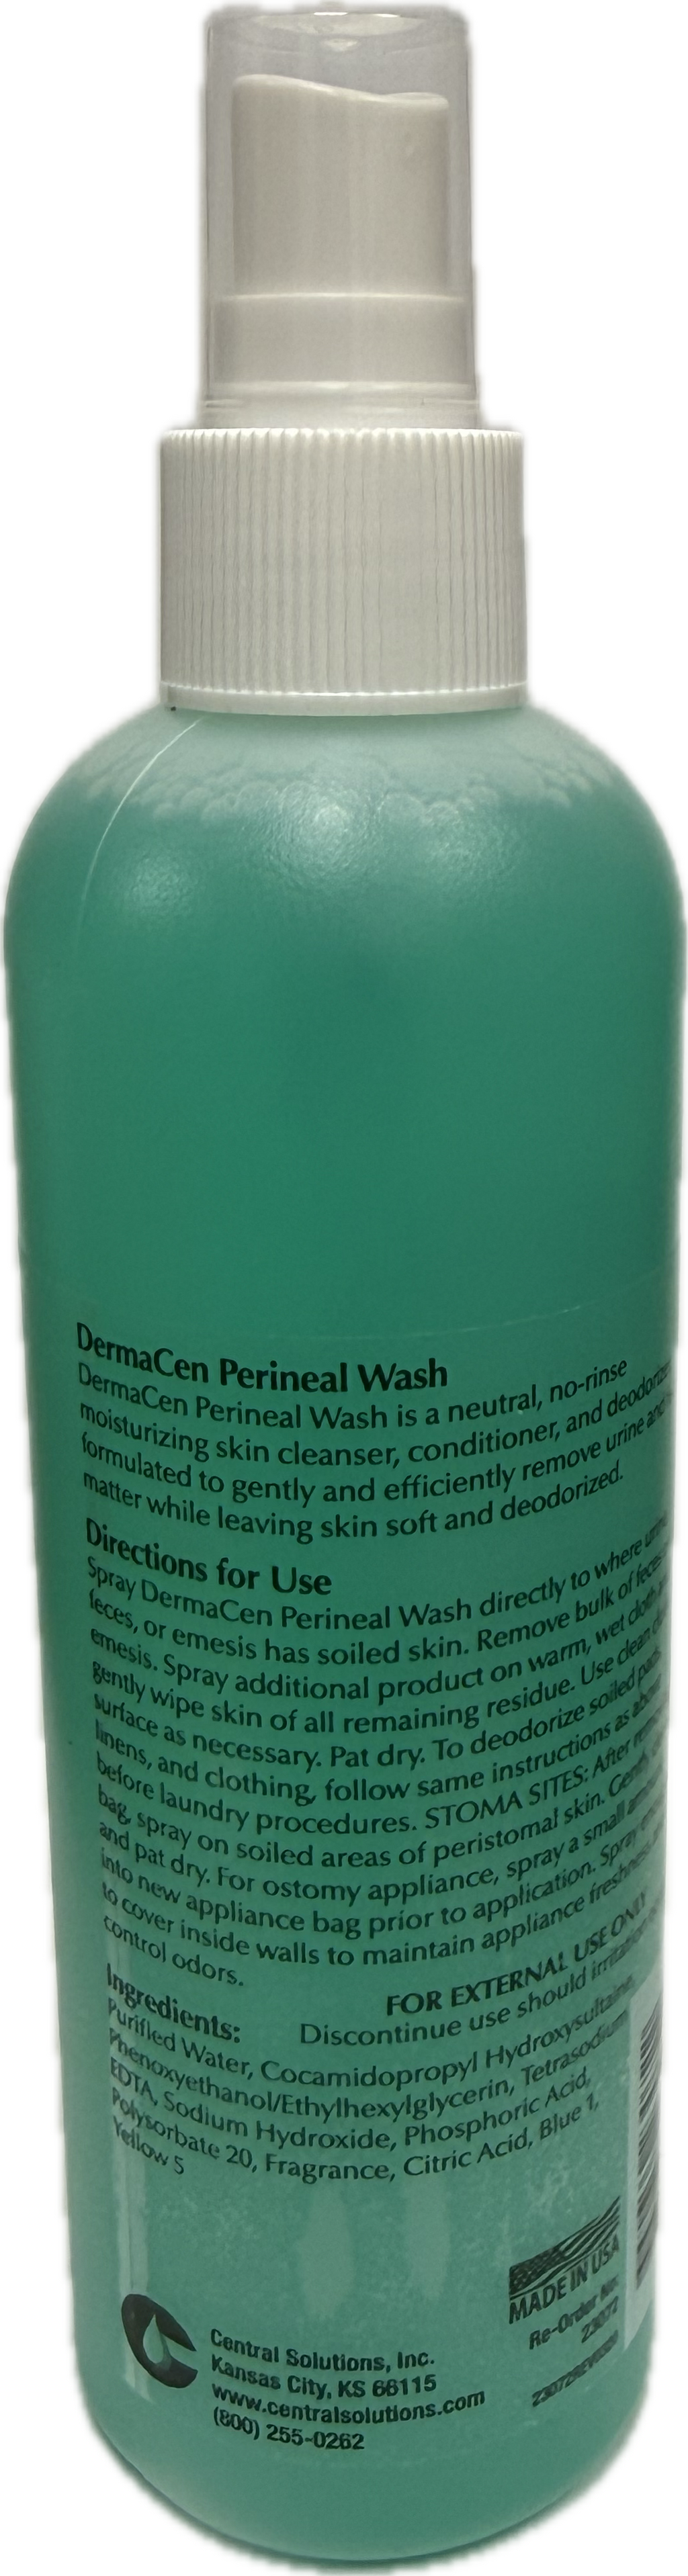 DermaCen Perineal Wash
DermaCen Perineal Wash is a neutral, no-rinse
moisturizing skin cleanser, conditioner, and deodorizer
formulated to gently and efficiently remove urine and
matter while leaving skin soft and deodorized.
Directions for Use
Spray DermaCen Perineal Wash directly to where urine,
feces, or emesis has soiled skin. Remove bulk of feces
emesis. Spray additional product on warm, wet cloth
gently wipe skin of all remaining residue. Use clean
surface as necessary. Pat dry. To deodorize soiled pads,
linens, and clothing, follow same instructions as above
before laundry procedures. STOMA SITES: After
bag, spray on soiled areas of peristomal skin.
and pat dry. For ostomy appliance, spray a small
into new appliance bag prior to application. Spray
to cover inside walls to maintain appliance freshness
control odors.
FOR EXTERNAL USE ONLY
Discontinue use should
Ingredients:
Purified Water, Cocamidopropyl Hydroxysultaine,
Phenoxyethanol/Ethylhexylglycerin, Tetrasodium
EDTA, Sodium Hydroxide, Phosphoric Acid,
Polysorbate 20, Fragrance, Citric Acid, Blue 1,
Yellow 5
MADE IN USA
Re-Order No:
23072
Central Solutions, Inc.
Kansas City, KS 66115
www.centralsolutions.com
(800) 255-0262